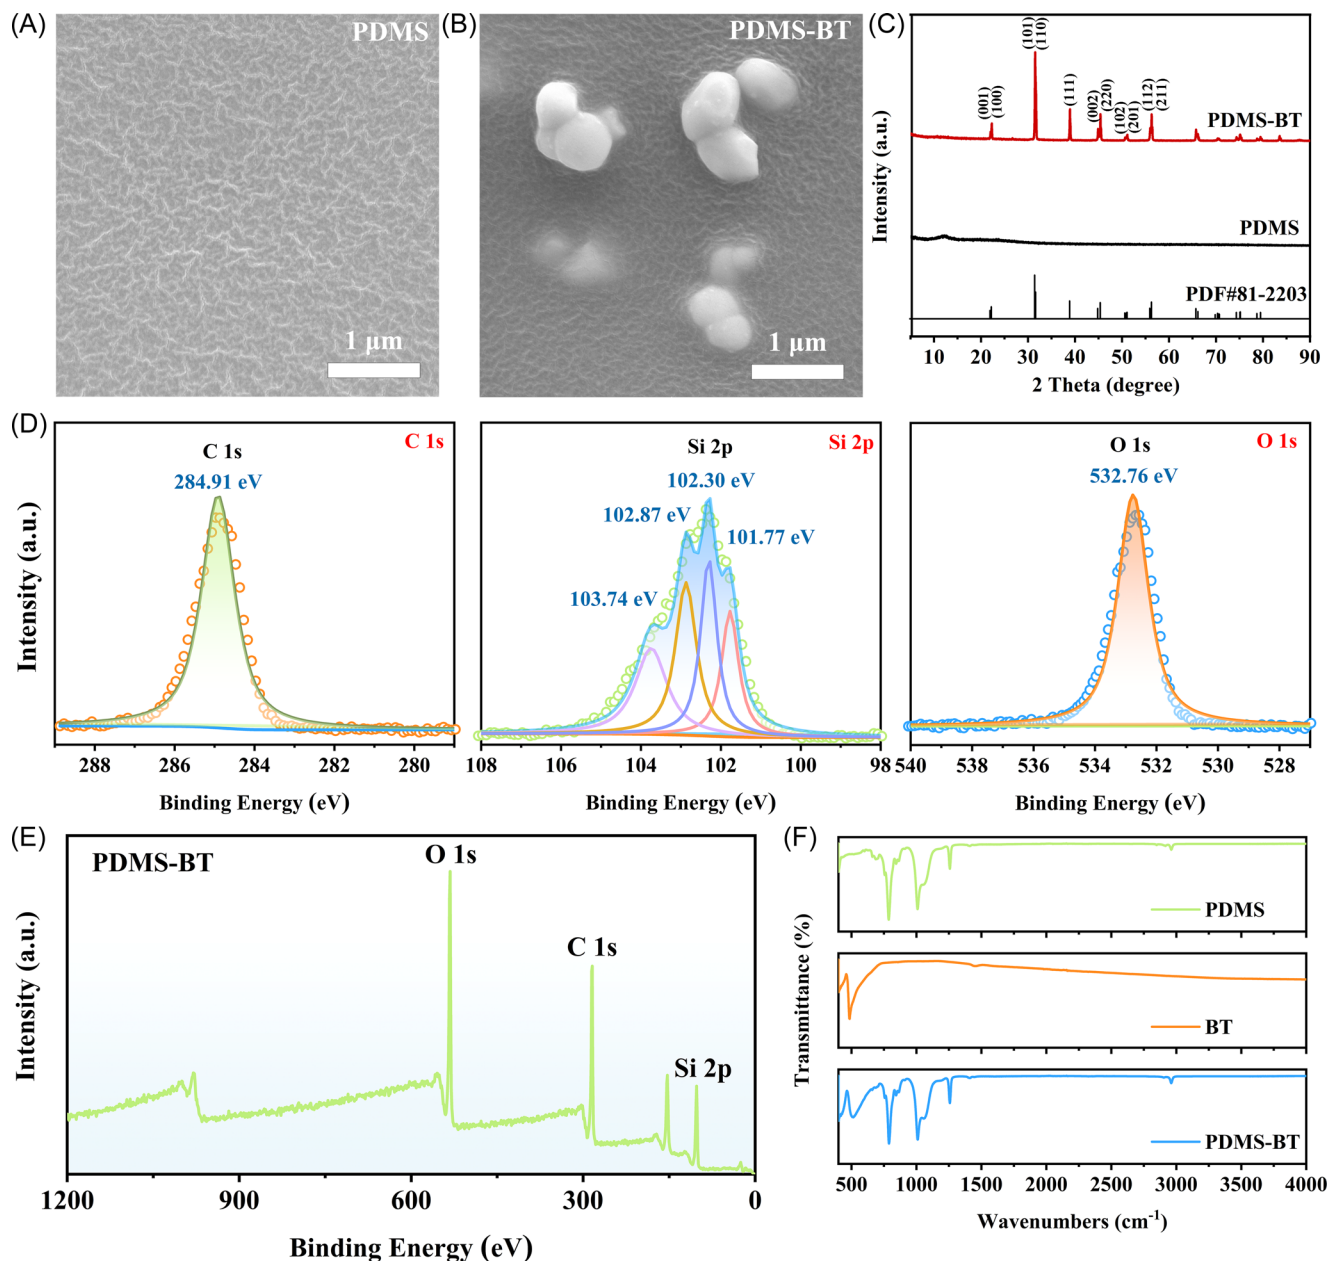 (A)
PDMS
1 μm
(B)
PDMS-BT
1 μm
(C)
Intensity (a.u.)
(001)
(100)
(101)
(110)
(111)
(002)
(220)
(102)
(201)
(112)
(211)
PDMS-BT
PDMS
PDF#81-2203
10 20 30 40 50 60 70 80 90
2 Theta (degree)
(D)
Intensity (a.u.)
C 1s
C 1s
284.91 eV
288 286 284 282 280
Binding Energy (eV)
Si 2p
Si 2p
102.30 eV
102.87 eV
101.77 eV
103.74 eV
108 106 104 102 100 98
Binding Energy (eV)
O 1s
O 1s
532.76 eV
540 538 536 534 532 530 528
Binding Energy (eV)
(E)
Intensity (a.u.)
PDMS-BT
O 1s
C 1s
Si 2p
1200 900 600 300 0
Binding Energy (eV)
(F)
Transmittance (%)
PDMS
BT
PDMS-BT
500 1000 1500 2000 2500 3000 3500 4000
Wavenumbers (cm⁻¹)